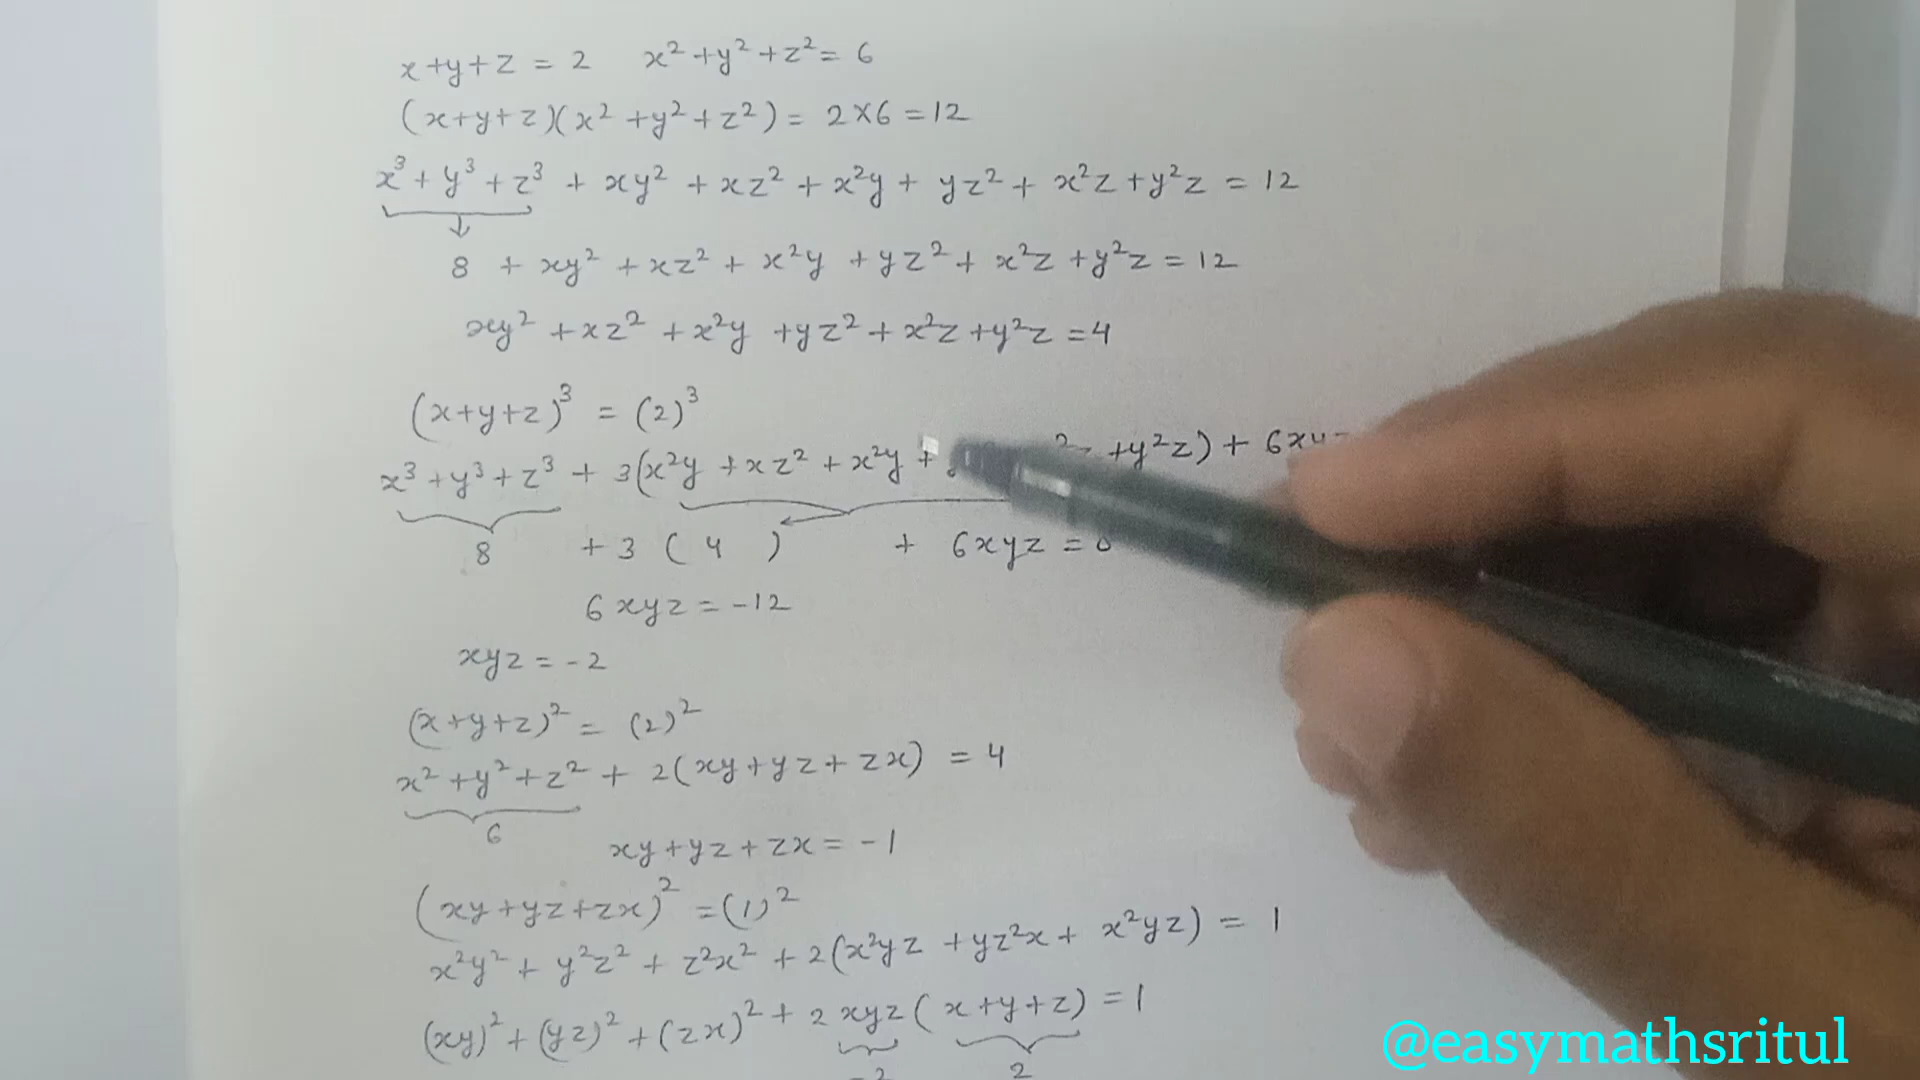 x+y+z = 2 x²+y²+z² = 6
(x+y+z)(x²+y²+z²) = 2×6 = 12
x³+y³+z³ + xy² + xz² + x²y + yz² + x²z + y²z = 12
8 + xy² + xz² + x²y + yz² + x²z + y²z = 12
xy² + xz² + x²y + yz² + x²z + y²z = 4
(x+y+z)³ = (2)³
x³+y³+z³ + 3(x²y + xz² + x²y + +y²z) + 6xy
8 + 3 ( 4 ) + 6xyz =
6xyz = -12
xyz = -2
(x+y+z)² = (2)²
x²+y²+z² + 2(xy+yz+zx) = 4
6
xy+yz+zx = -1
(xy+yz+zx)² = (1)²
x²y² + y²z² + z²x² + 2(x²yz + yz²x + x²yz) = 1
(xy)² + (yz)² + (zx)² + 2xyz(x+y+z) = 1
-2 2
@easymathsritul